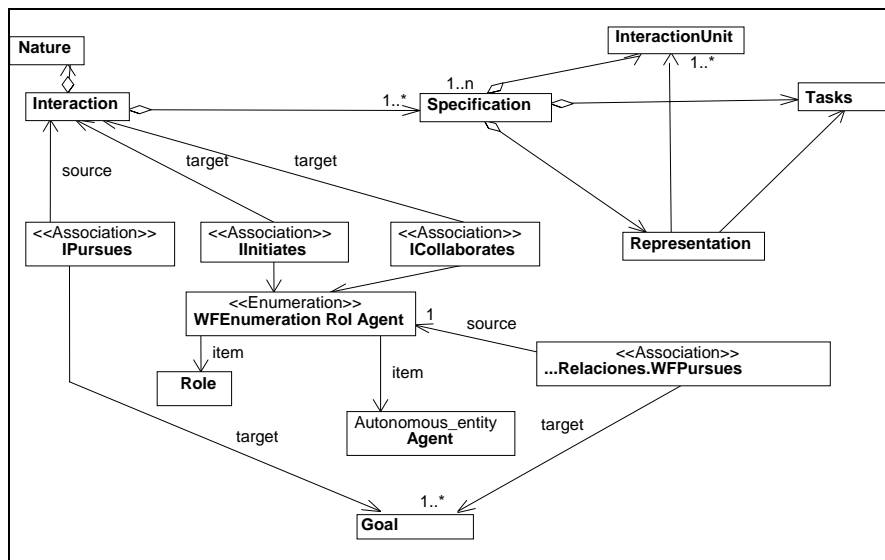 Nature
InteractionUnit
1..n
1..*
Interaction
1..*
Specification
Tasks
source
target
target
<<Association>>
IPursues
<<Association>>
IInitiates
<<Association>>
ICollaborates
Representation
<<Enumeration>>
WFEnumeration Rol Agent
1
source
<<Association>>
...Relaciones.WFPursues
item
Role
item
Autonomous_entity
Agent
target
target
1..*
Goal